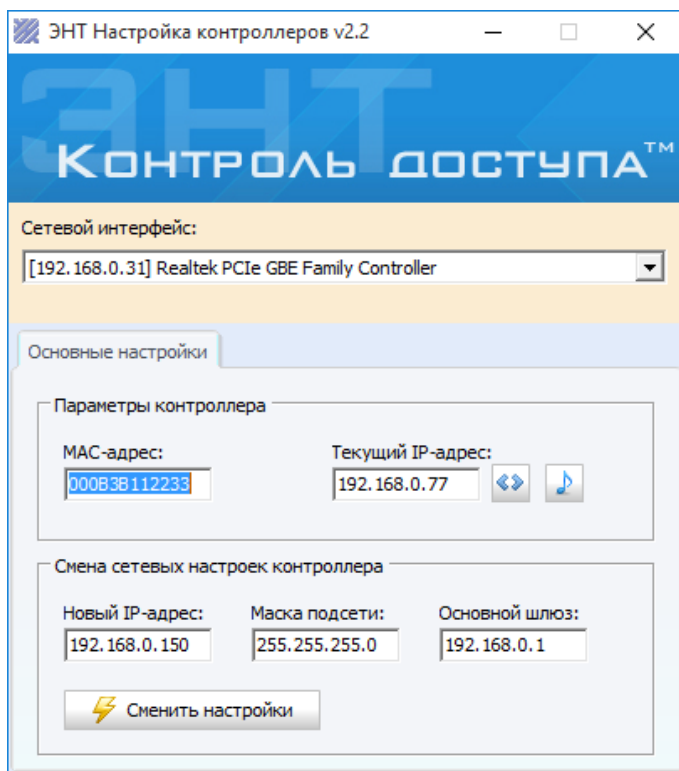 ЭНТ Настройка контроллеров v2.2
ЭНТ
Контроль доступа™
Сетевой интерфейс:
[192.168.0.31] Realtek PCIe GBE Family Controller
Основные настройки
Параметры контроллера
MAC-адрес:
Текущий IP-адрес:
000B3B112233
192.168.0.77
Смена сетевых настроек контроллера
Новый IP-адрес:
Маска подсети:
Основной шлюз:
192.168.0.150
255.255.255.0
192.168.0.1
Сменить настройки